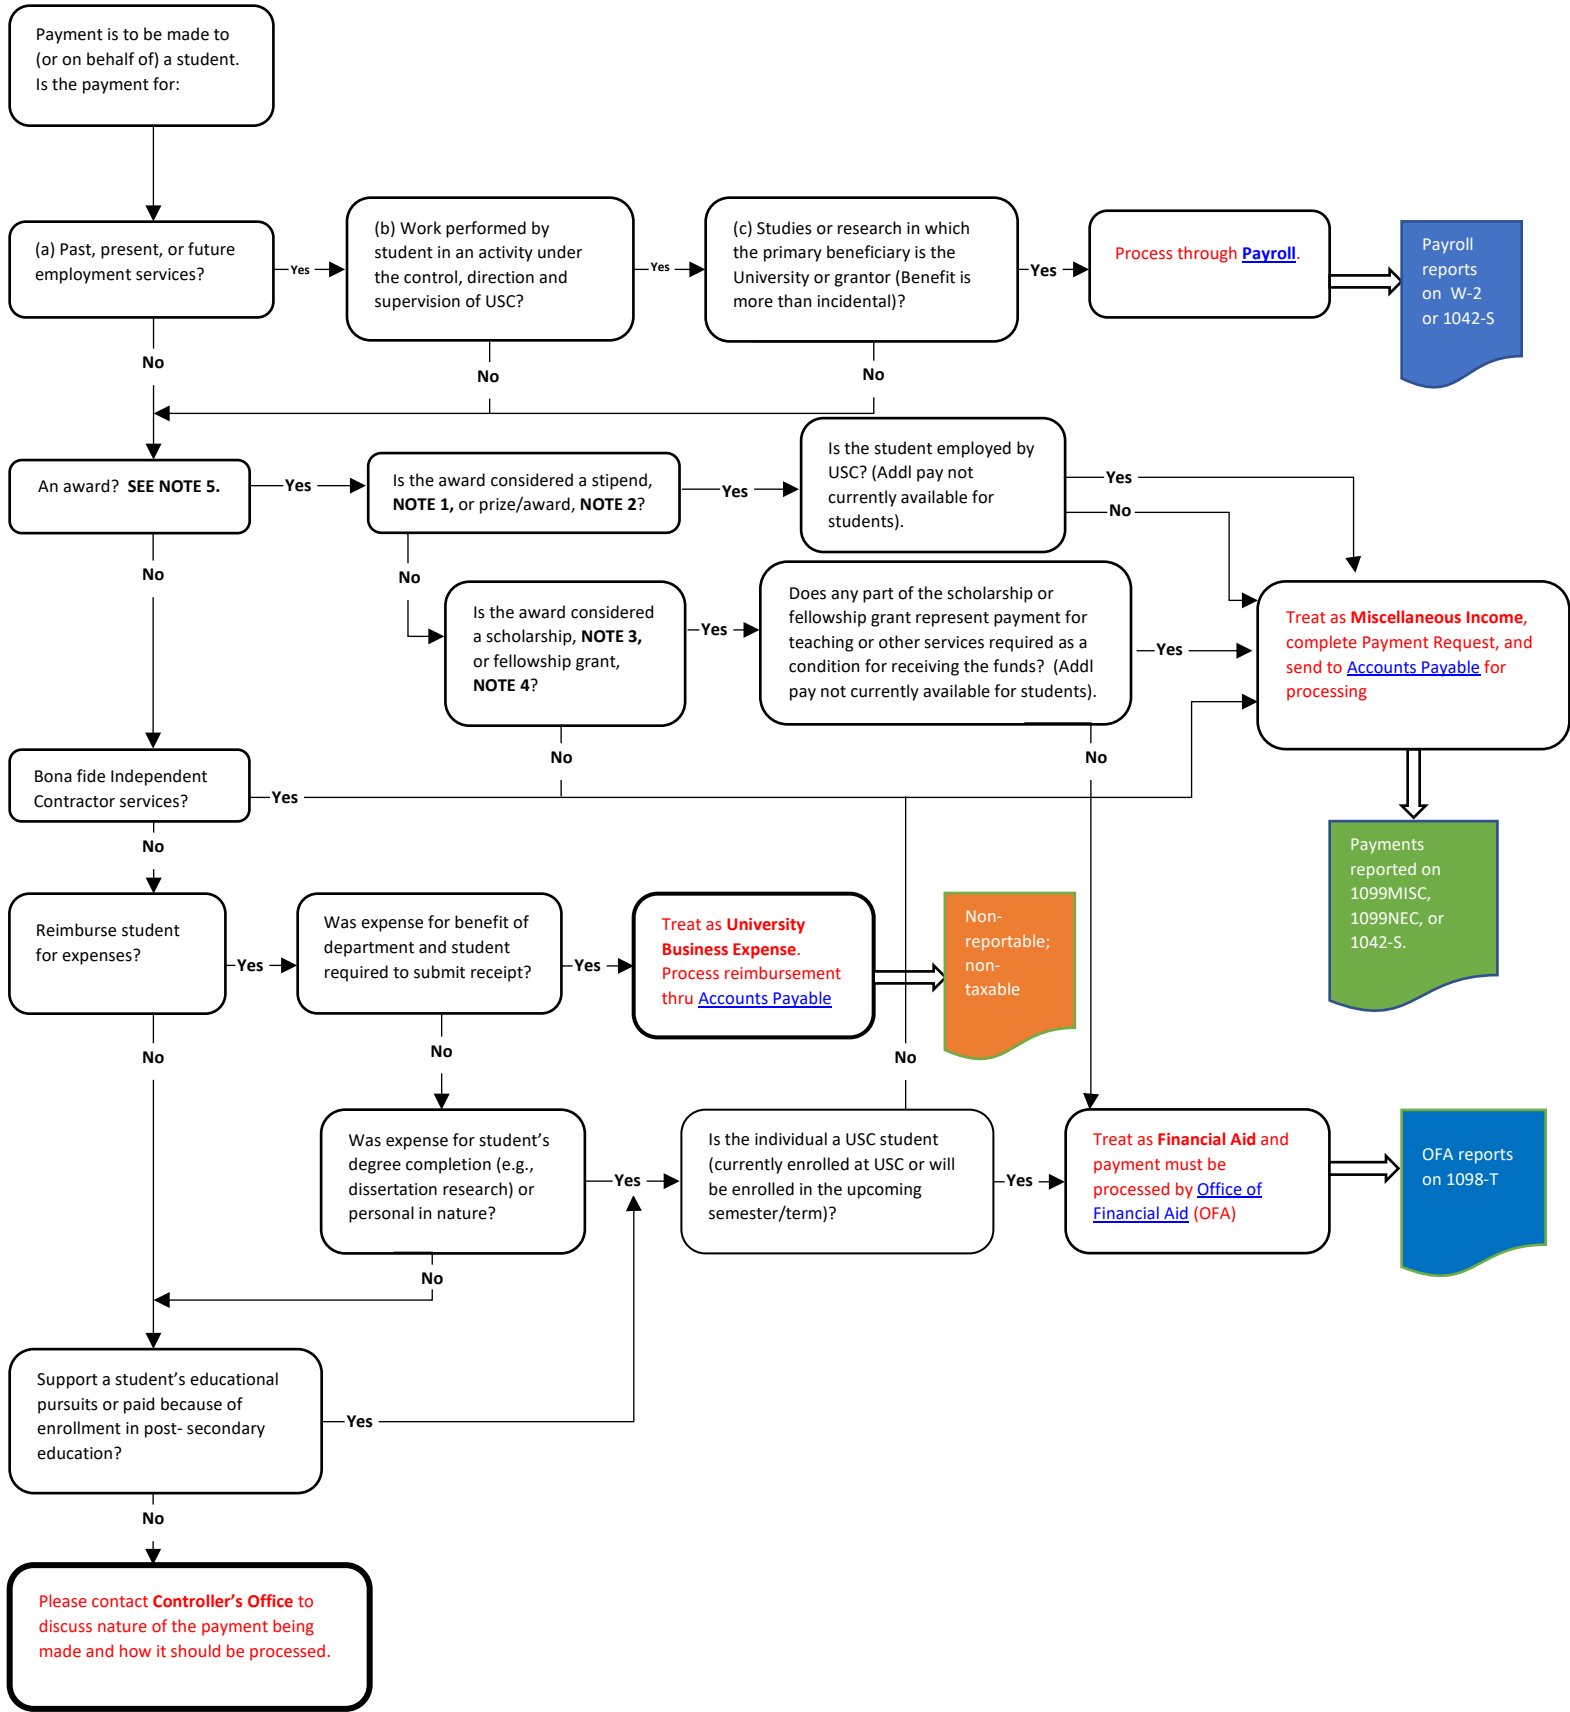 Payment is to be made to
(or on behalf of) a student.
Is the payment for:
(a) Past, present, or future
employment services?
Yes
(b) Work performed by
student in an activity under
the control, direction and
supervision of USC?
Yes
(c) Studies or research in which
the primary beneficiary is the
University or grantor (Benefit is
more than incidental)?
Yes
Process through Payroll.
Payroll
reports
on W-2
or 1042-S
No
No
No
An award? SEE NOTE 5.
Yes
Is the award considered a stipend,
NOTE 1, or prize/award, NOTE 2?
Yes
Is the student employed by
USC? (Addl pay not
currently available for
students).
Yes
No
No
No
Is the award considered
a scholarship, NOTE 3,
or fellowship grant,
NOTE 4?
Yes
Does any part of the scholarship or
fellowship grant represent payment for
teaching or other services required as a
condition for receiving the funds? (Addl
pay not currently available for students).
Yes
Treat as Miscellaneous Income,
complete Payment Request, and
send to Accounts Payable for
processing
No
No
Bona fide Independent
Contractor services?
Yes
Payments
reported on
1099MISC,
1099NEC, or
1042-S.
No
Reimburse student
for expenses?
Yes
Was expense for benefit of
department and student
required to submit receipt?
Yes
Treat as University
Business Expense.
Process reimbursement
thru Accounts Payable
Non-
reportable;
non-
taxable
No
No
No
Was expense for student’s
degree completion (e.g.,
dissertation research) or
personal in nature?
Yes
Is the individual a USC student
(currently enrolled at USC or will
be enrolled in the upcoming
semester/term)?
Yes
Treat as Financial Aid and
payment must be
processed by Office of
Financial Aid (OFA)
OFA reports
on 1098-T
No
Support a student’s educational
pursuits or paid because of
enrollment in post- secondary
education?
Yes
No
Please contact Controller’s Office to
discuss nature of the payment being
made and how it should be processed.